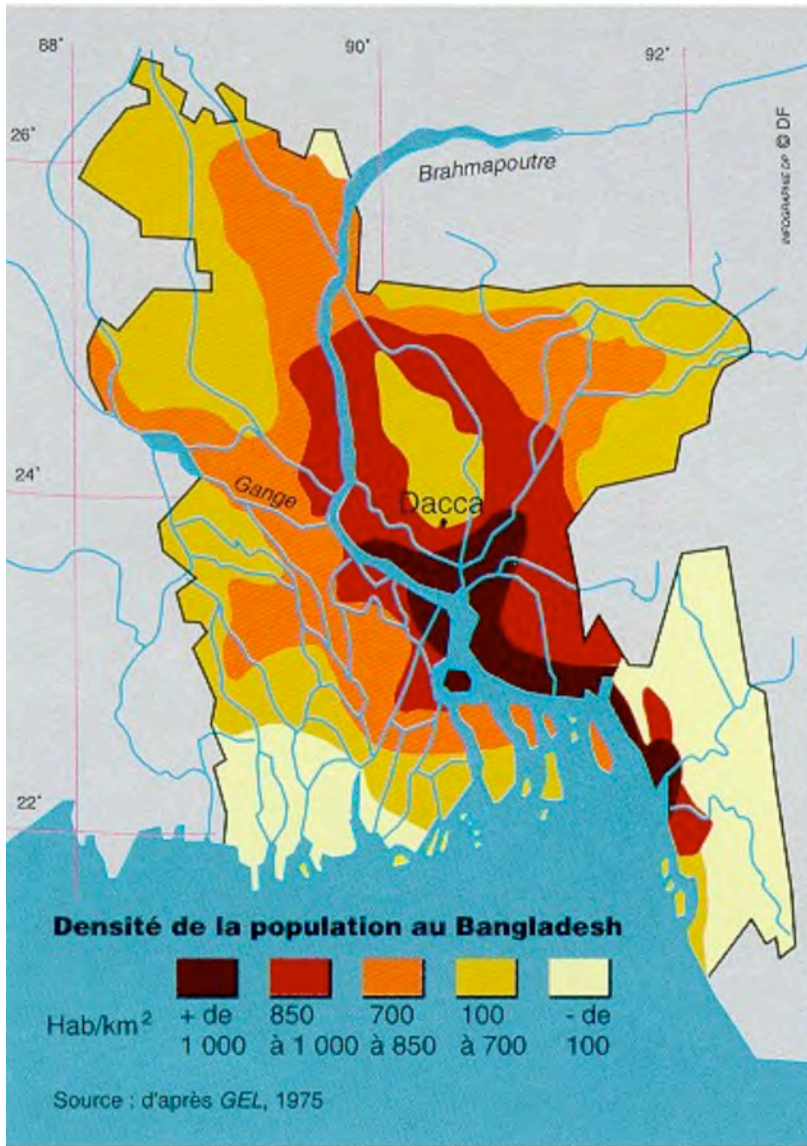 88°
90°
92°
26°
Brahmapoutre
INFOGRAPHIE DP © DF
24°
Gange
Dacca
22°
Densité de la population au Bangladesh
Hab/km²
+ de
1 000
850
à 1 000
700
à 850
100
à 700
- de
100
Source : d'après GEL, 1975